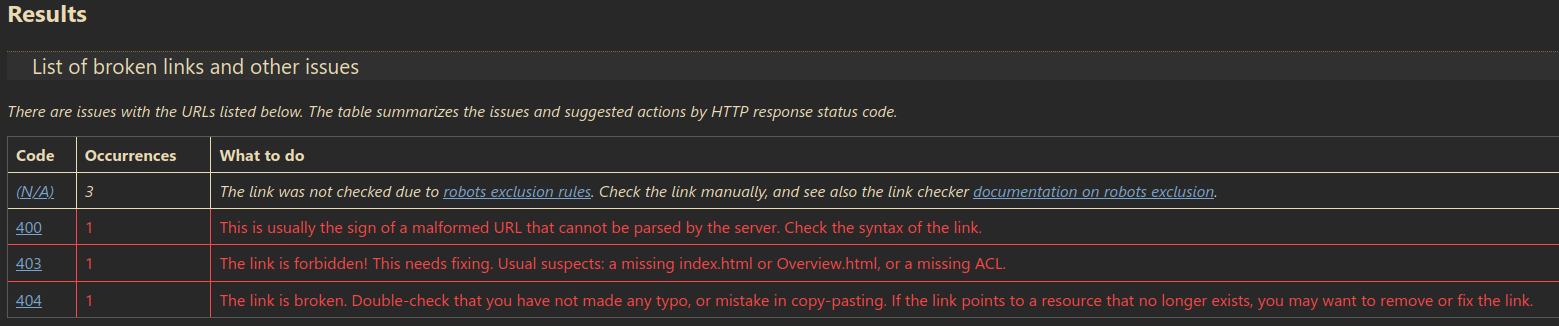 Results
List of broken links and other issues
There are issues with the URLs listed below. The table summarizes the issues and suggested actions by HTTP response status code.
Code Occurrences What to do
(N/A) 3 The link was not checked due to robots exclusion rules. Check the link manually, and see also the link checker documentation on robots exclusion.
400 1 This is usually the sign of a malformed URL that cannot be parsed by the server. Check the syntax of the link.
403 1 The link is forbidden! This needs fixing. Usual suspects: a missing index.html or Overview.html, or a missing ACL.
404 1 The link is broken. Double-check that you have not made any typo, or mistake in copy-pasting. If the link points to a resource that no longer exists, you may want to remove or fix the link.